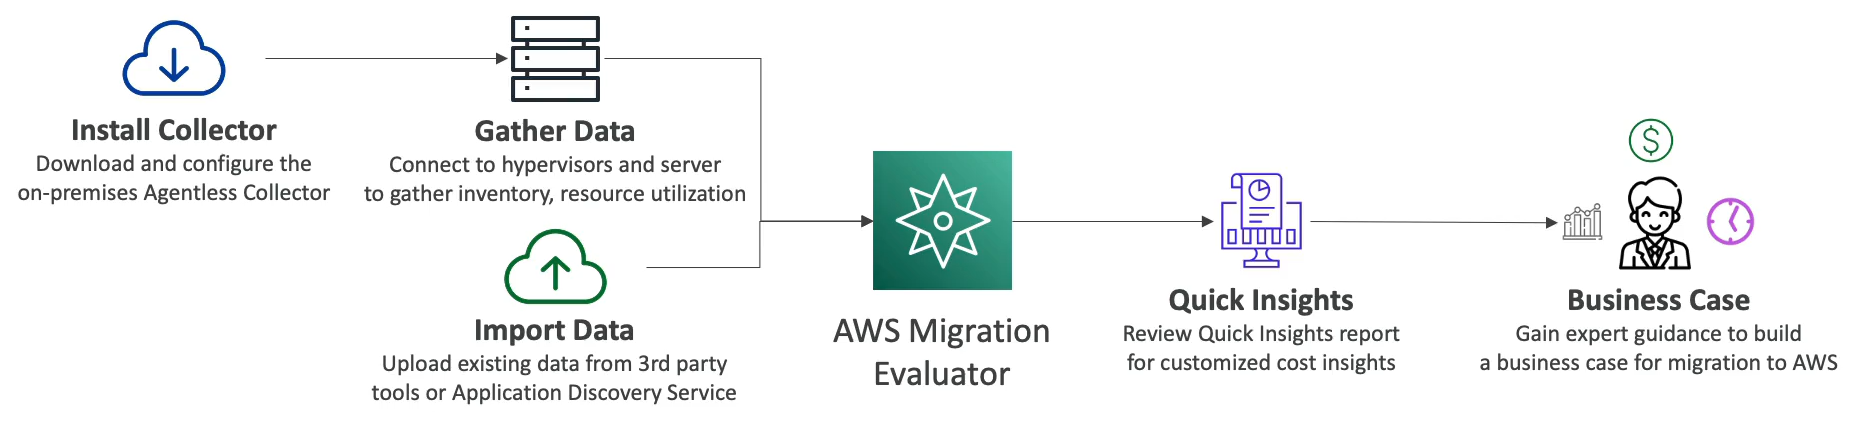 Install Collector
Download and configure the
on-premises Agentless Collector
Gather Data
Connect to hypervisors and server
to gather inventory, resource utilization
Import Data
Upload existing data from 3rd party
tools or Application Discovery Service
AWS Migration
Evaluator
Quick Insights
Review Quick Insights report
for customized cost insights
$
Business Case
Gain expert guidance to build
a business case for migration to AWS